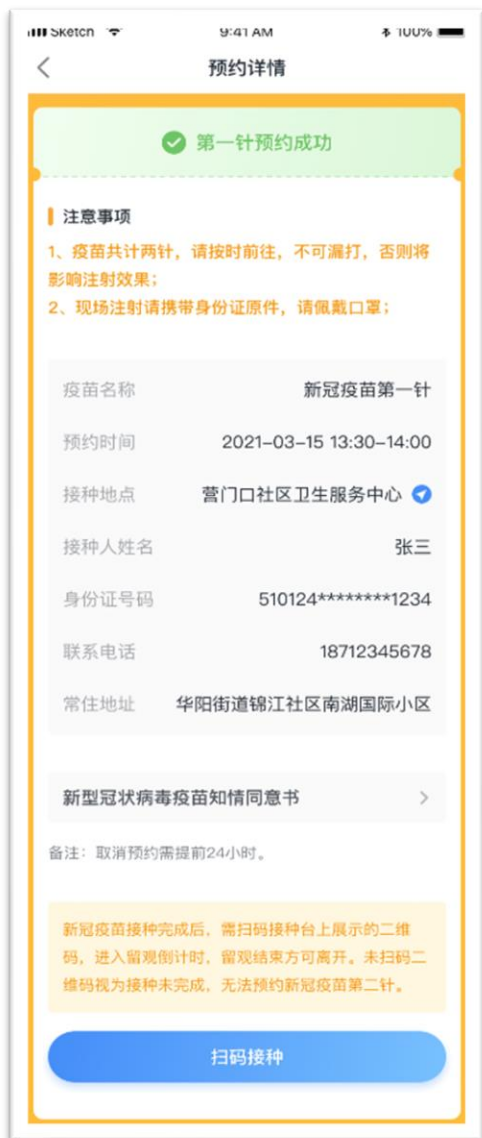 Sketch 9:41 AM 100%
预约详情
第一针预约成功
注意事项
1、疫苗共计两针，请按时前往，不可漏打，否则将
影响注射效果；
2、现场注射请携带身份证原件，请佩戴口罩；
疫苗名称 新冠疫苗第一针
预约时间 2021-03-15 13:30-14:00
接种地点 营门口社区卫生服务中心
接种人姓名 张三
身份证号码 510124********1234
联系电话 18712345678
常住地址 华阳街道锦江社区南湖国际小区
新型冠状病毒疫苗知情同意书
备注：取消预约需提前24小时。
新冠疫苗接种完成后，需扫码接种台上展示的二维
码，进入留观倒计时，留观结束方可离开。未扫码二
维码视为接种未完成，无法预约新冠疫苗第二针。
扫码接种